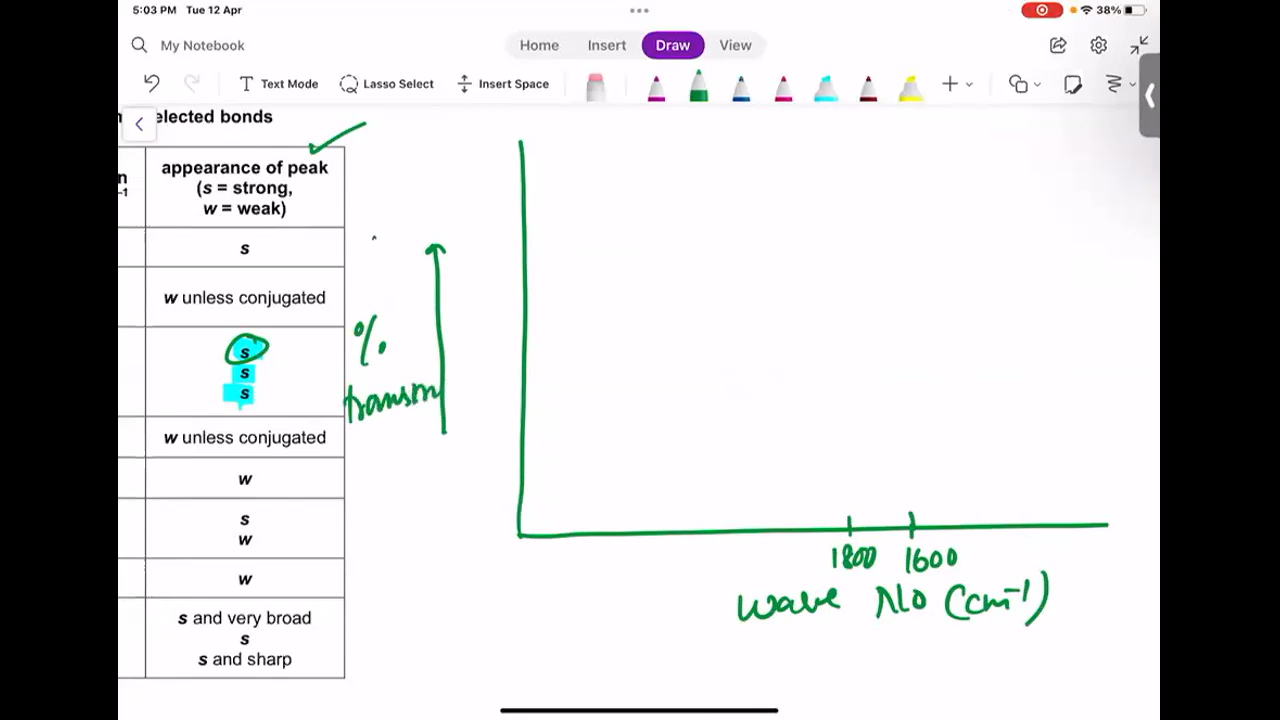 5:03 PM Tue 12 Apr
38%
My Notebook
Home Insert Draw View
Text Mode Lasso Select Insert Space
elected bonds
n
-1
appearance of peak
(s = strong,
w = weak)
s
w unless conjugated
s
s
s
w unless conjugated
w
s
w
w
s and very broad
s
s and sharp
%
transm
1800 1600
wave No (cm⁻¹)